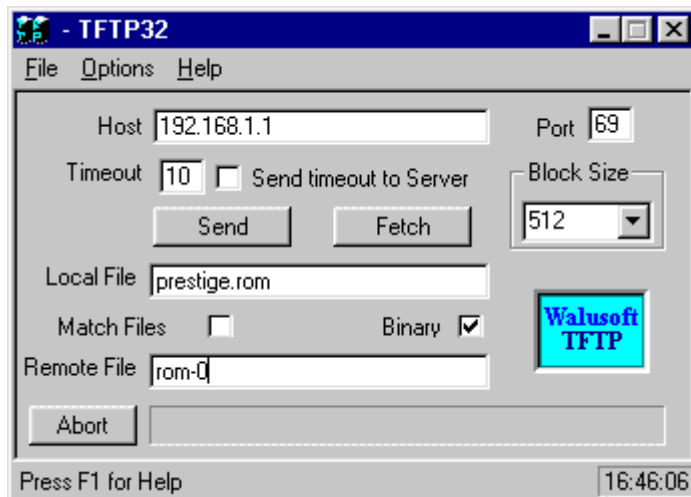 - TFTP32
File Options Help
Host 192.168.1.1 Port 69
Timeout 10 Send timeout to Server Block Size
Send Fetch 512
Local File prestige.rom
Match Files Binary Walusoft
TFTP
Remote File rom-0
Abort
Press F1 for Help 16:46:06